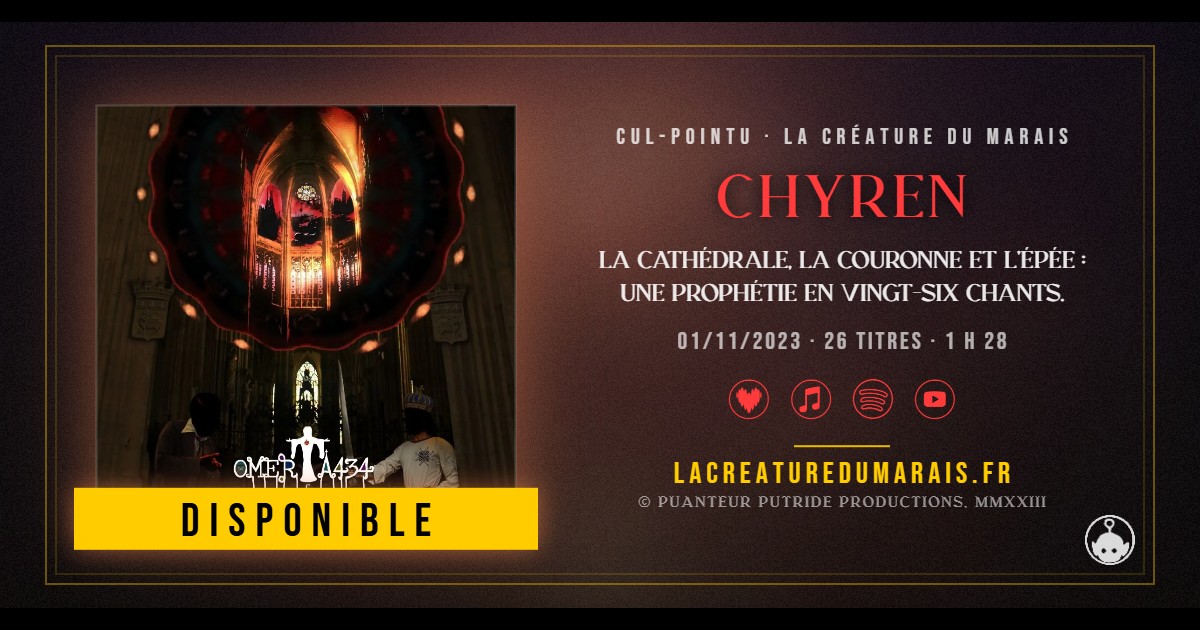 CUL-POINTU · LA CRÉATURE DU MARAIS
CHYREN
LA CATHÉDRALE, LA COURONNE ET L'ÉPÉE :
UNE PROPHÉTIE EN VINGT-SIX CHANTS.
01/11/2023 · 26 TITRES · 1 H 28
OMERTA434
DISPONIBLE
LACREATUREDUMARAIS.FR
© PUANTEUR PUTRIDE PRODUCTIONS, MMXXIII